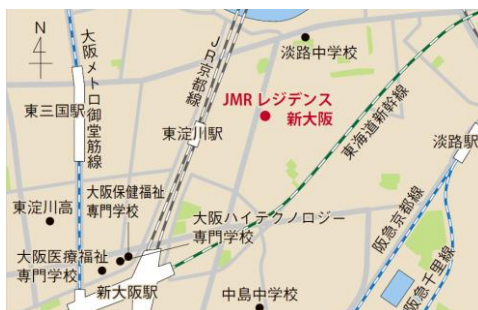 N
大阪メトロ御堂筋線
JR京都線
淡路中学校
JMR レジデンス
新大阪
東三国駅
東淀川駅
東海道新幹線
淡路駅
大阪保健福祉
専門学校
東淀川高
大阪ハイテクノロジー
専門学校
阪急京都線
大阪医療福祉
専門学校
新大阪駅
中島中学校
阪急千里線